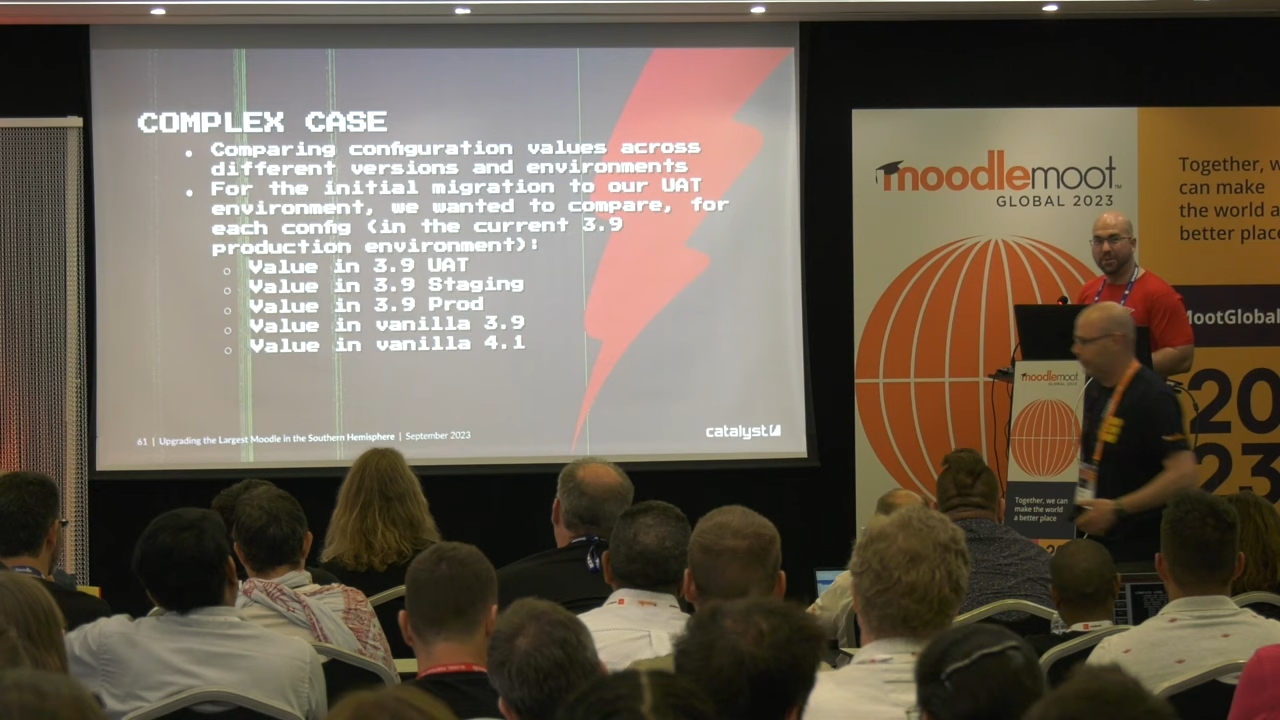 COMPLEX CASE
• Comparing configuration values across
different versions and environments
• For the initial migration to our UAT
environment, we wanted to compare, for
each config (in the current 3.9
production environment):
○ Value in 3.9 UAT
○ Value in 3.9 Staging
○ Value in 3.9 Prod
○ Value in vanilla 3.9
○ Value in vanilla 4.1
61 | Upgrading the Largest Moodle in the Southern Hemisphere | September 2023
catalyst
moodlemoot
GLOBAL 2023
Together, w
can make
the world a
better place
MootGlobal
20
23
moodlemoot
Together, we can
make the world
a better place